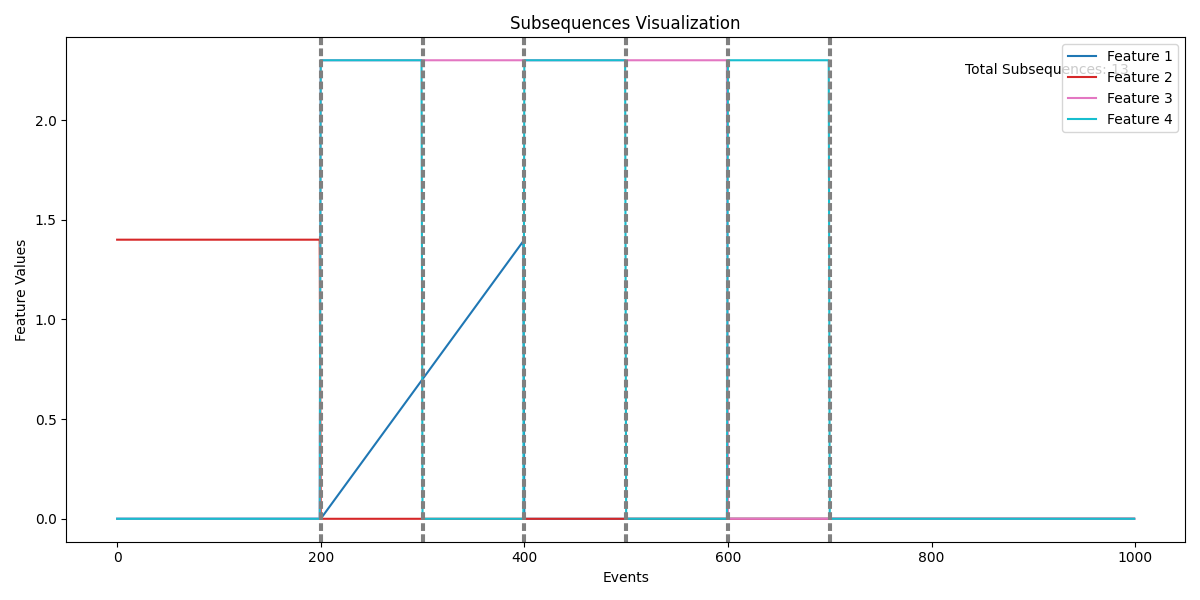 Subsequences Visualization
Total Subsequences: 13
Feature 1
Feature 2
Feature 3
Feature 4
Feature Values
2.0
1.5
1.0
0.5
0.0
0 200 400 600 800 1000
Events